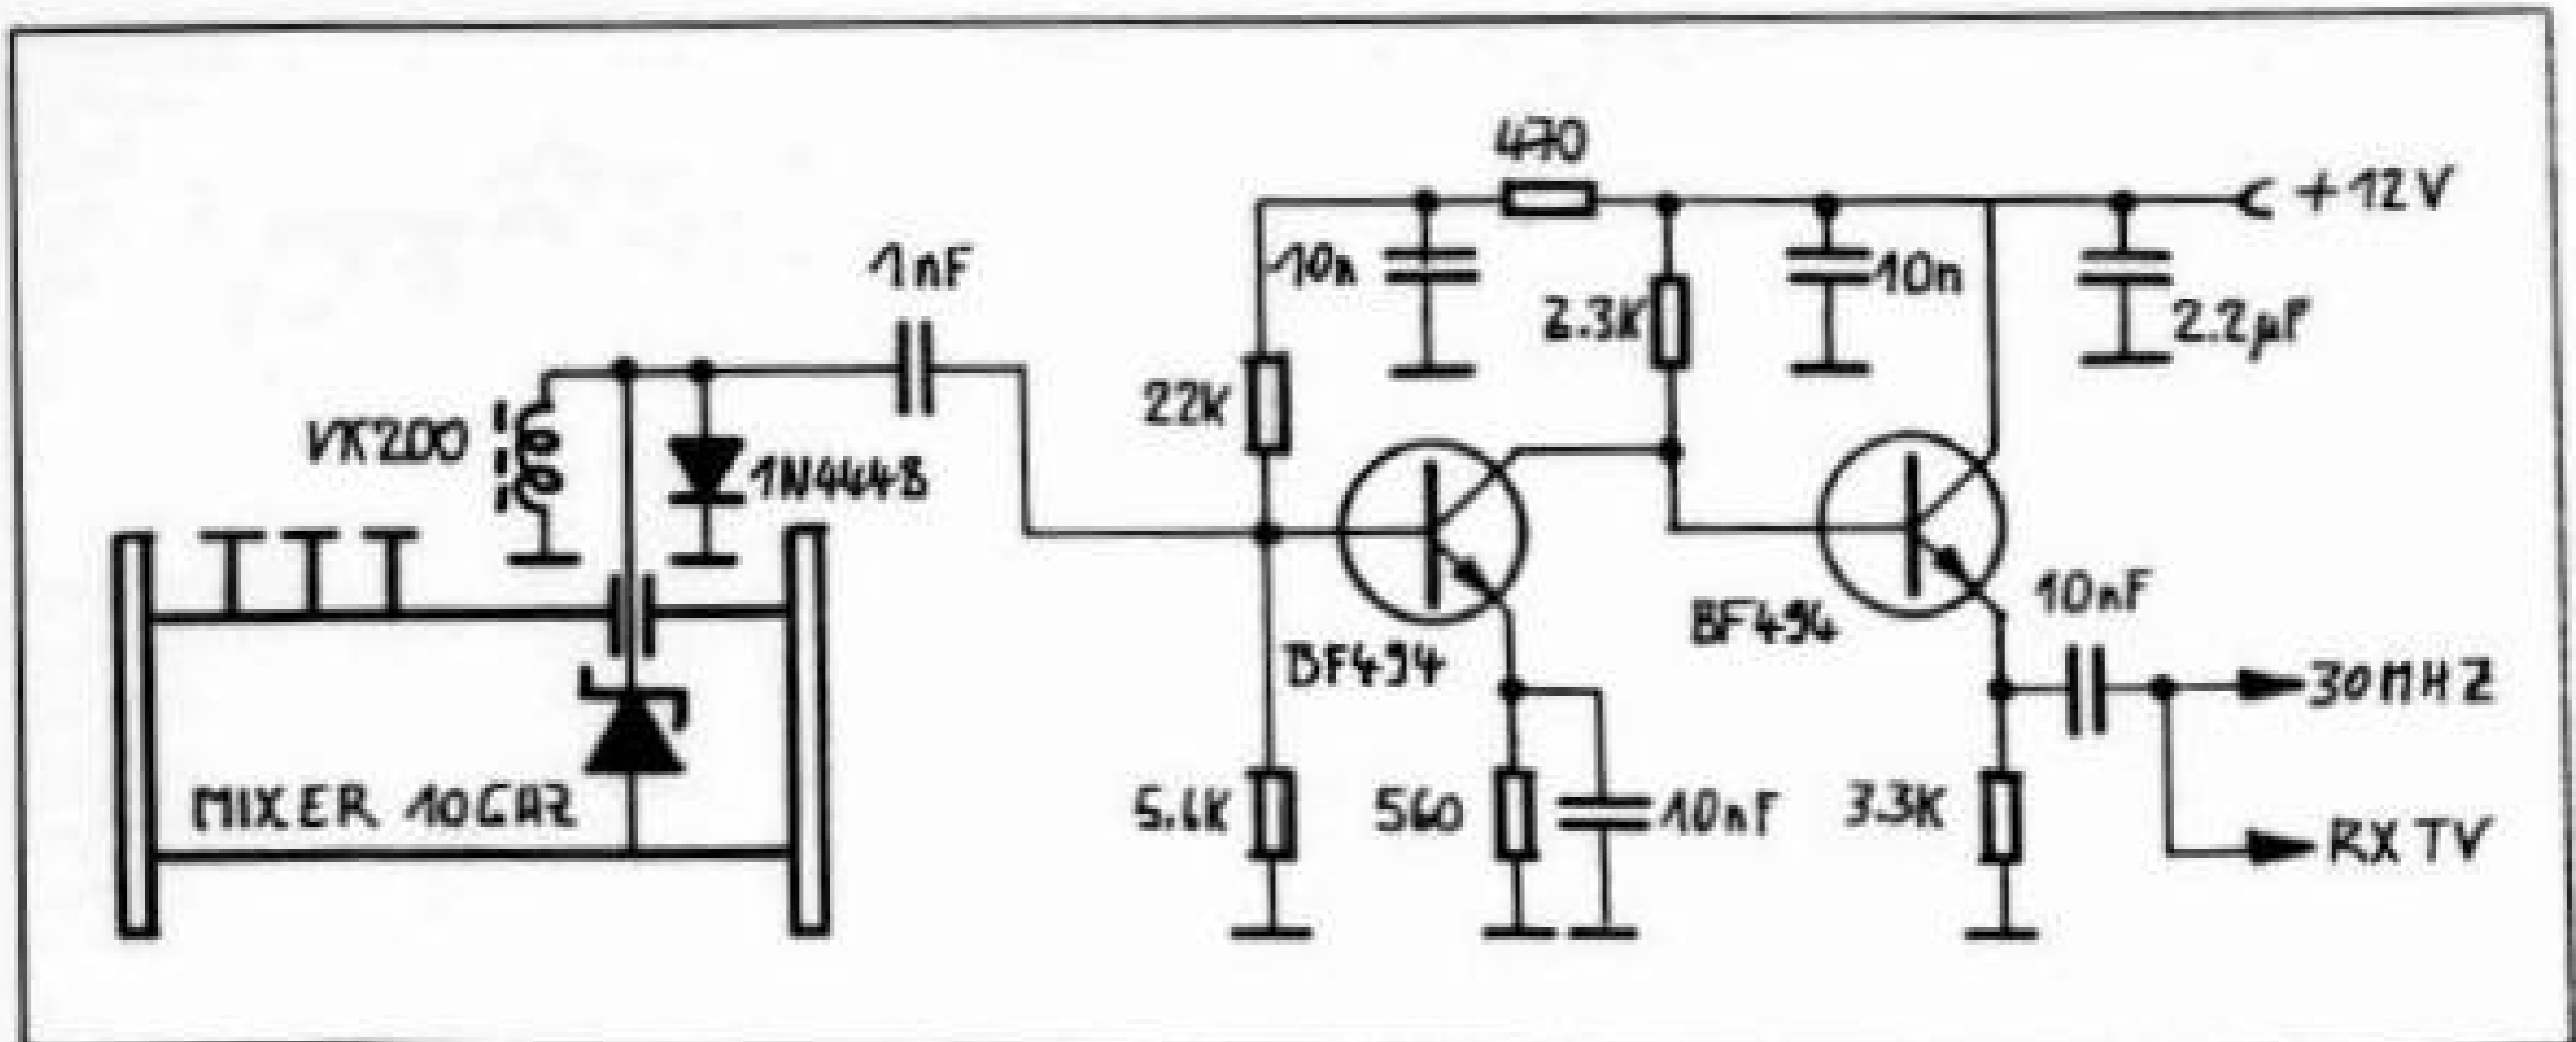 470
+12V
1nF
10n
2.3K
10n
2.2µF
22K
VK200
1N4448
10nF
BF494
BF494
30MHZ
MIXER 10GHZ
5.6K
560
10nF
3.3K
RX TV